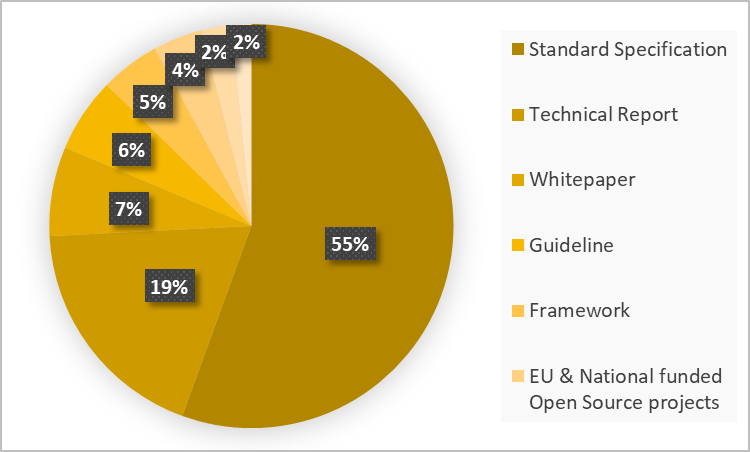 2%
2%
4%
5%
6%
7%
19%
55%
Standard Specification
Technical Report
Whitepaper
Guideline
Framework
EU & National funded
Open Source projects